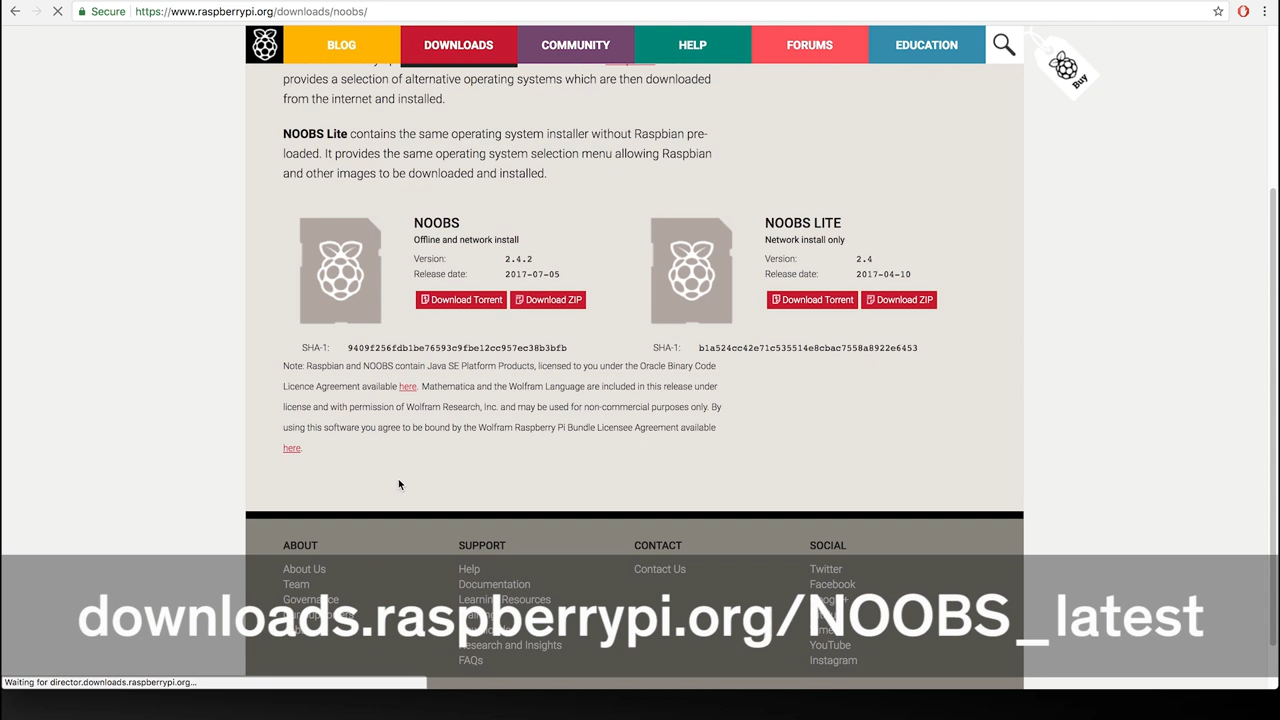 Secure https://www.raspberrypi.org/downloads/noobs/
BLOG DOWNLOADS COMMUNITY HELP FORUMS EDUCATION
Buy
provides a selection of alternative operating systems which are then downloaded
from the internet and installed.
NOOBS Lite contains the same operating system installer without Raspbian pre-
loaded. It provides the same operating system selection menu allowing Raspbian
and other images to be downloaded and installed.
NOOBS
Offline and network install
Version: 2.4.2
Release date: 2017-07-05
Download Torrent Download ZIP
SHA-1: 9409f256fdb1be76593c9fbe12cc957ec38b3bfb
NOOBS LITE
Network install only
Version: 2.4
Release date: 2017-04-10
Download Torrent Download ZIP
SHA-1: b1a524cc42e71c535514e8cbac7558a8922e6453
Note: Raspbian and NOOBS contain Java SE Platform Products, licensed to you under the Oracle Binary Code
Licence Agreement available here. Mathematica and the Wolfram Language are included in this release under
license and with permission of Wolfram Research, Inc. and may be used for non-commercial purposes only. By
using this software you agree to be bound by the Wolfram Raspberry Pi Bundle Licensee Agreement available
here.
ABOUT
About Us
Team
Governance
SUPPORT
Help
Documentation
Learning Resources
Research and Insights
FAQs
CONTACT
Contact Us
SOCIAL
Twitter
Facebook
YouTube
Instagram
downloads.raspberrypi.org/NOOBS_latest
Waiting for director.downloads.raspberrypi.org...